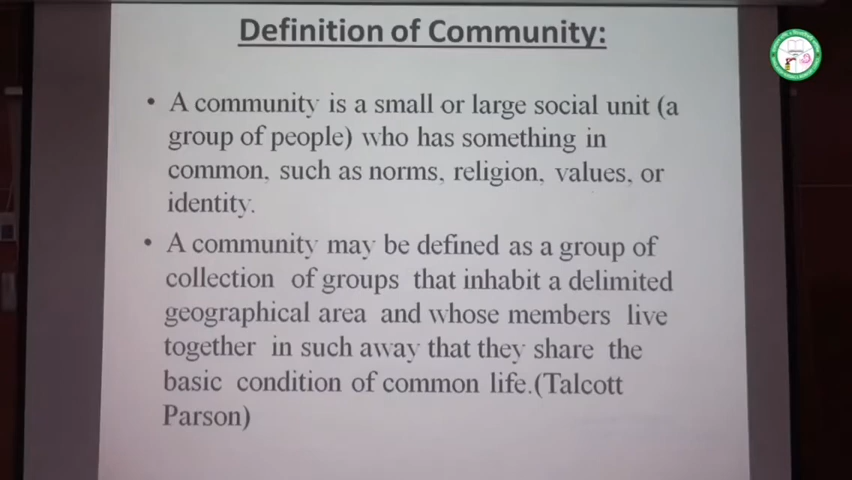 Definition of Community:
• A community is a small or large social unit (a
group of people) who has something in
common, such as norms, religion, values, or
identity.
• A community may be defined as a group of
collection of groups that inhabit a delimited
geographical area and whose members live
together in such away that they share the
basic condition of common life.(Talcott
Parson)